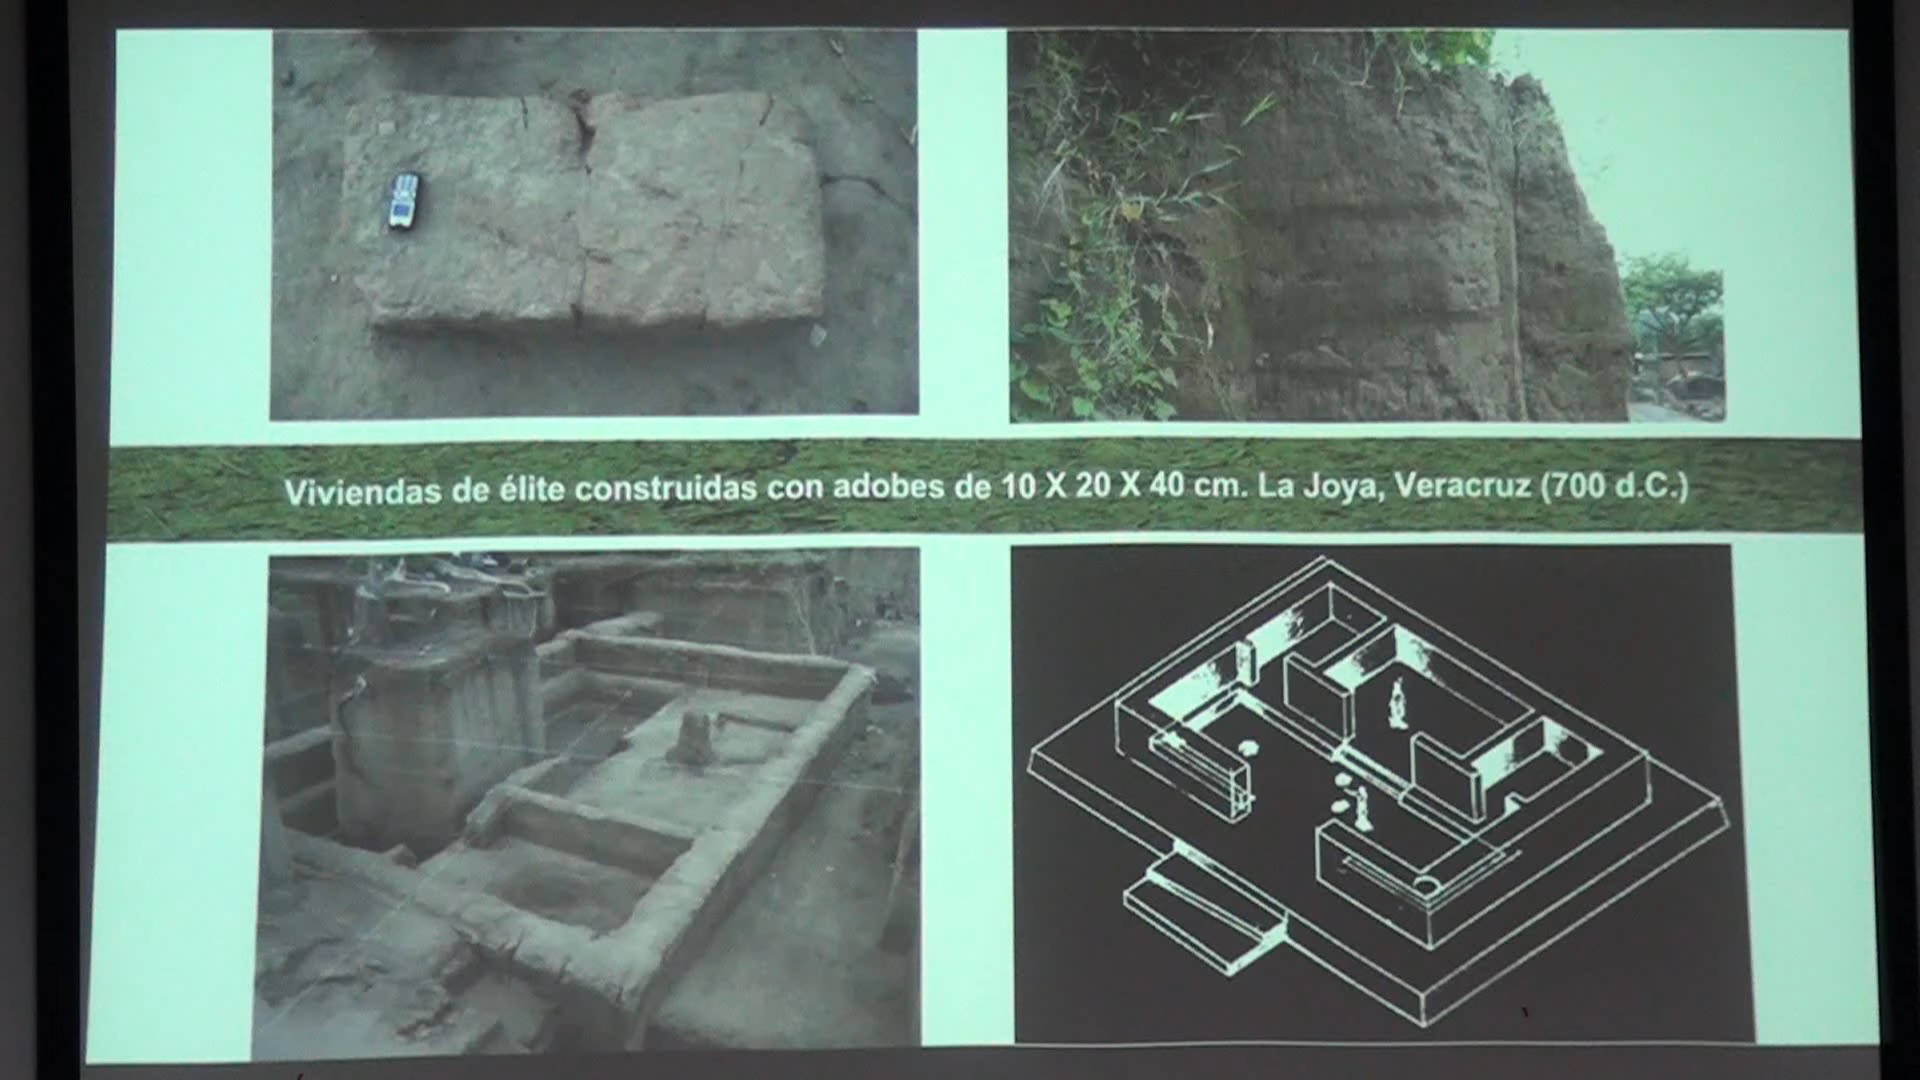 Viviendas de élite construidas con adobes de 10 X 20 X 40 cm. La Joya, Veracruz (700 d.C.)